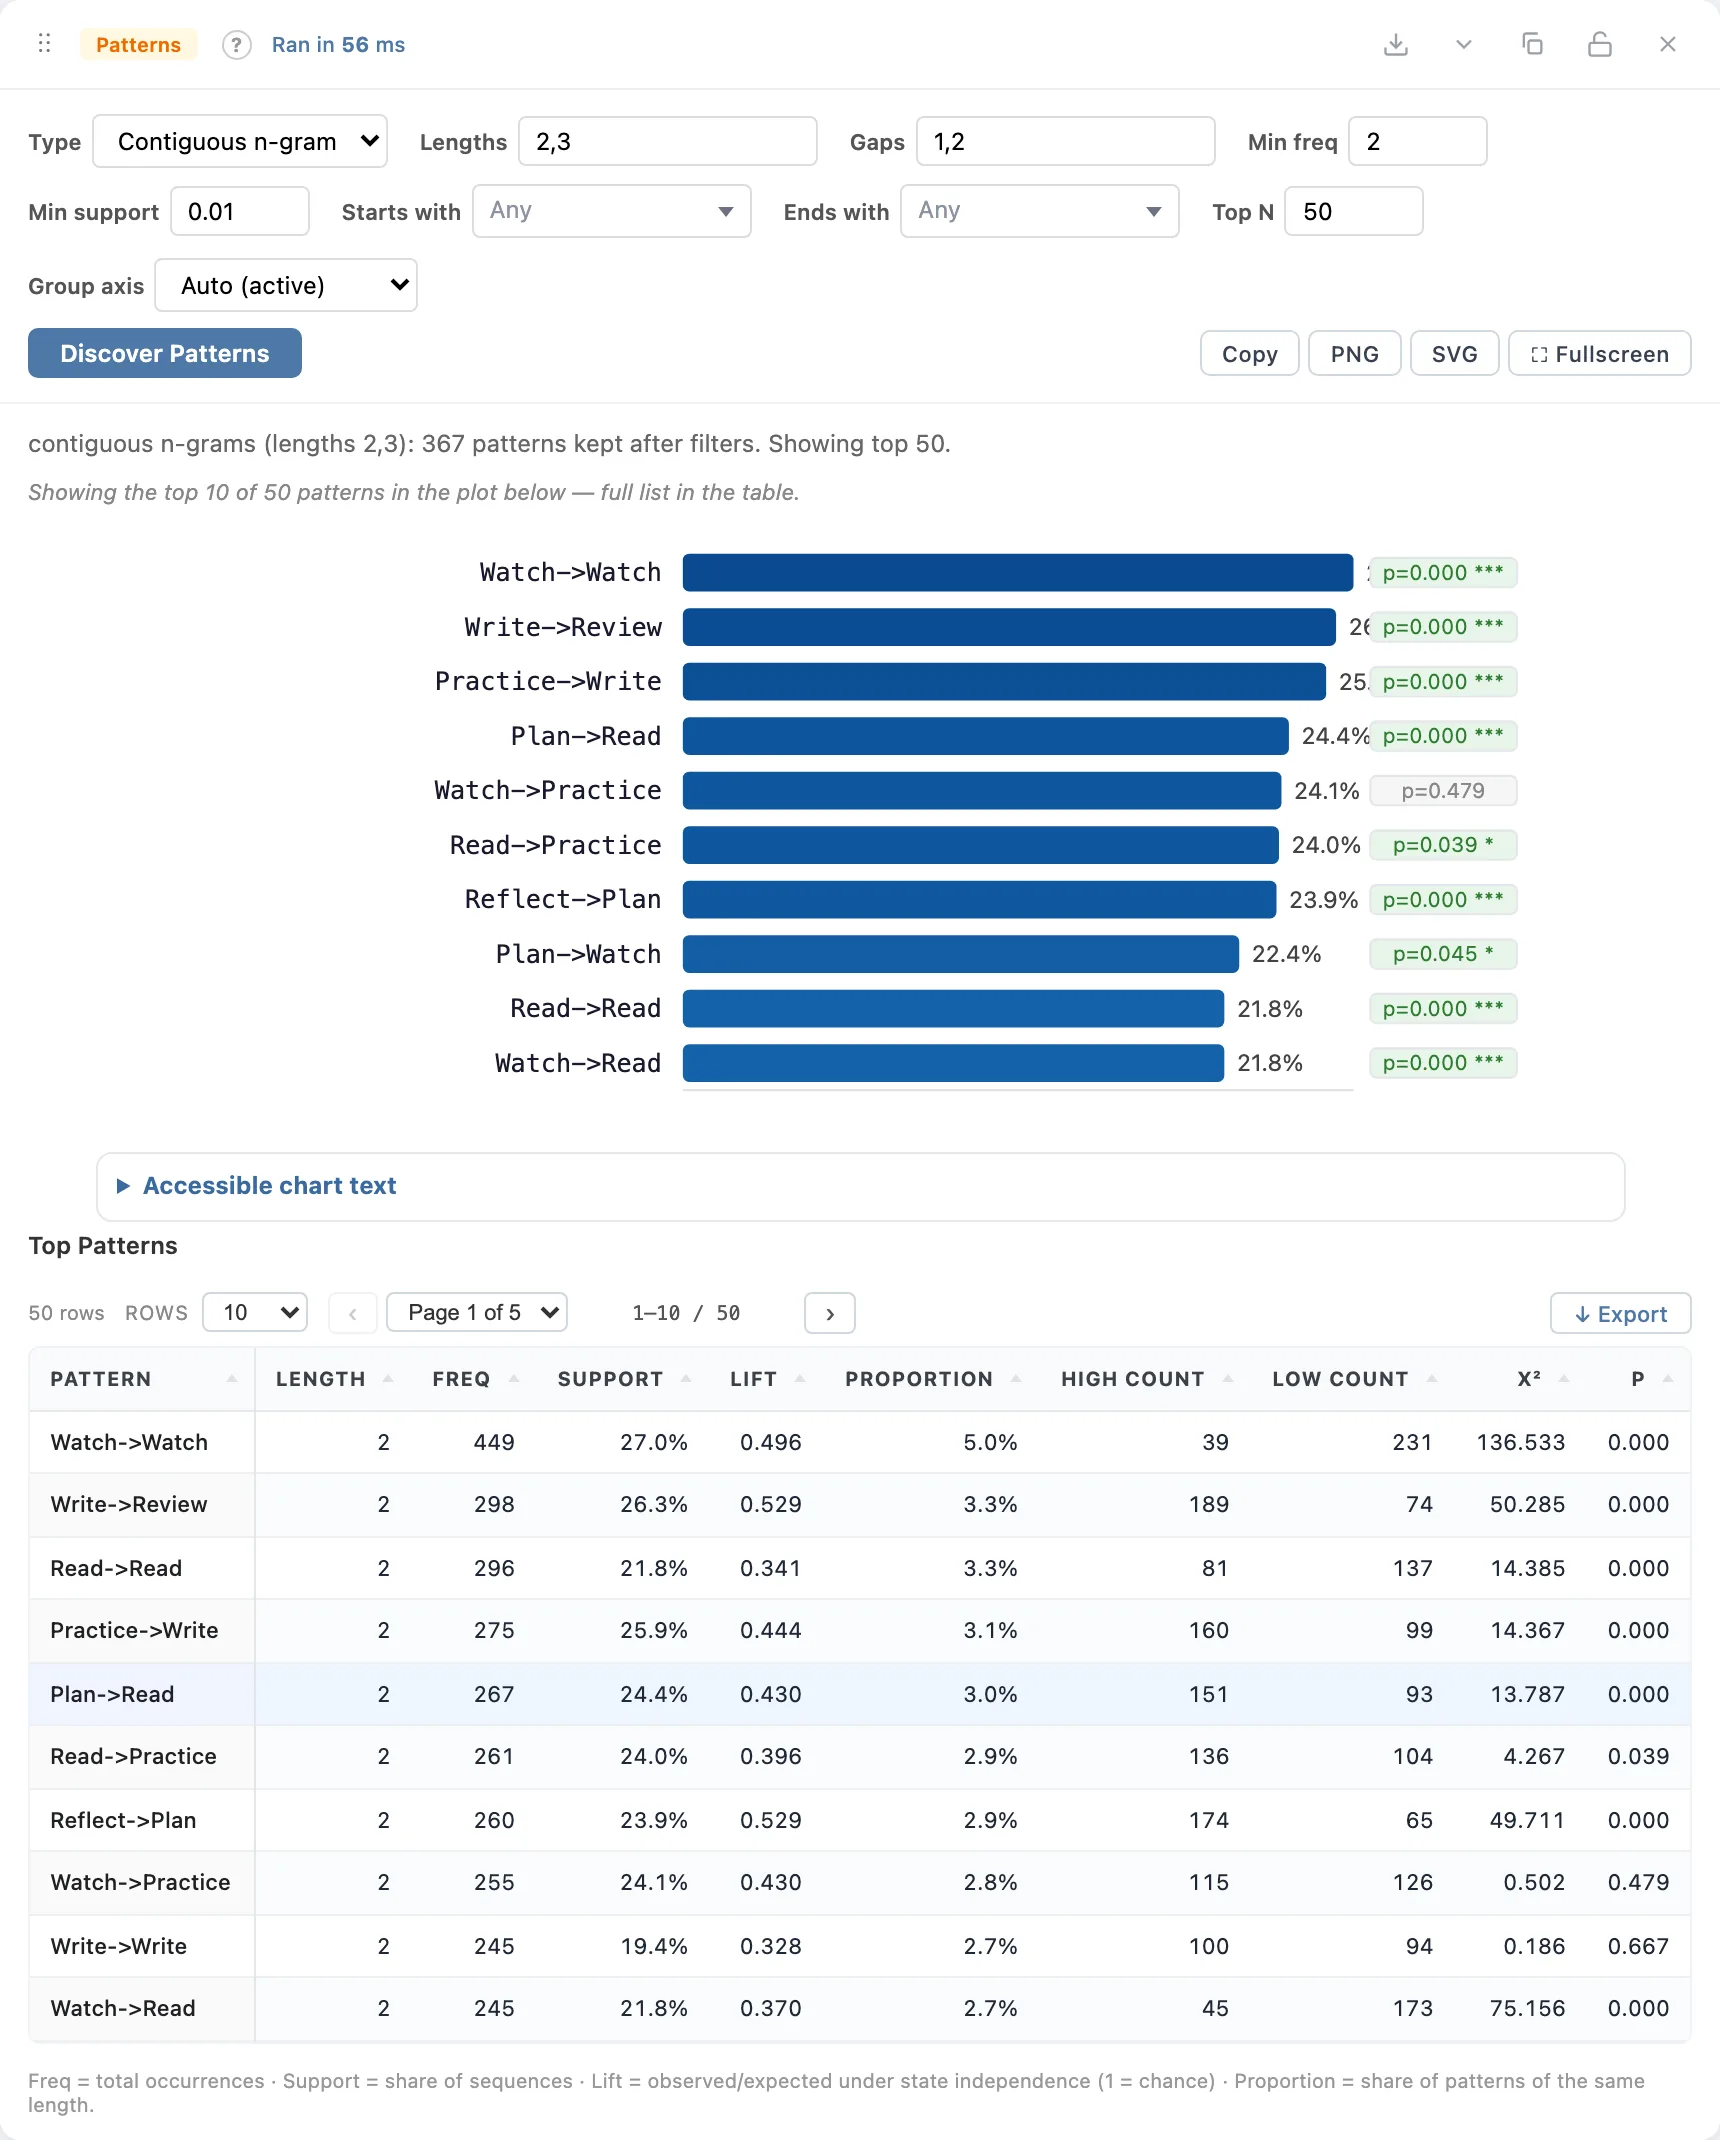 Patterns ? Ran in 56 ms
Type Contiguous n-gram Lengths 2,3 Gaps 1,2 Min freq 2
Min support 0.01 Starts with Any Ends with Any Top N 50
Group axis Auto (active)
Discover Patterns Copy PNG SVG Fullscreen
contiguous n-grams (lengths 2,3): 367 patterns kept after filters. Showing top 50.
Showing the top 10 of 50 patterns in the plot below — full list in the table.
Watch->Watch p=0.000 ***
Write->Review 26 p=0.000 ***
Practice->Write 25. p=0.000 ***
Plan->Read 24.4% p=0.000 ***
Watch->Practice 24.1% p=0.479
Read->Practice 24.0% p=0.039 *
Reflect->Plan 23.9% p=0.000 ***
Plan->Watch 22.4% p=0.045 *
Read->Read 21.8% p=0.000 ***
Watch->Read 21.8% p=0.000 ***
Accessible chart text
Top Patterns
50 rows ROWS 10 ‹ Page 1 of 5 1–10 / 50 › ↓ Export
PATTERN LENGTH FREQ SUPPORT LIFT PROPORTION HIGH COUNT LOW COUNT X² P
Watch->Watch 2 449 27.0% 0.496 5.0% 39 231 136.533 0.000
Write->Review 2 298 26.3% 0.529 3.3% 189 74 50.285 0.000
Read->Read 2 296 21.8% 0.341 3.3% 81 137 14.385 0.000
Practice->Write 2 275 25.9% 0.444 3.1% 160 99 14.367 0.000
Plan->Read 2 267 24.4% 0.430 3.0% 151 93 13.787 0.000
Read->Practice 2 261 24.0% 0.396 2.9% 136 104 4.267 0.039
Reflect->Plan 2 260 23.9% 0.529 2.9% 174 65 49.711 0.000
Watch->Practice 2 255 24.1% 0.430 2.8% 115 126 0.502 0.479
Write->Write 2 245 19.4% 0.328 2.7% 100 94 0.186 0.667
Watch->Read 2 245 21.8% 0.370 2.7% 45 173 75.156 0.000
Freq = total occurrences · Support = share of sequences · Lift = observed/expected under state independence (1 = chance) · Proportion = share of patterns of the same
length.